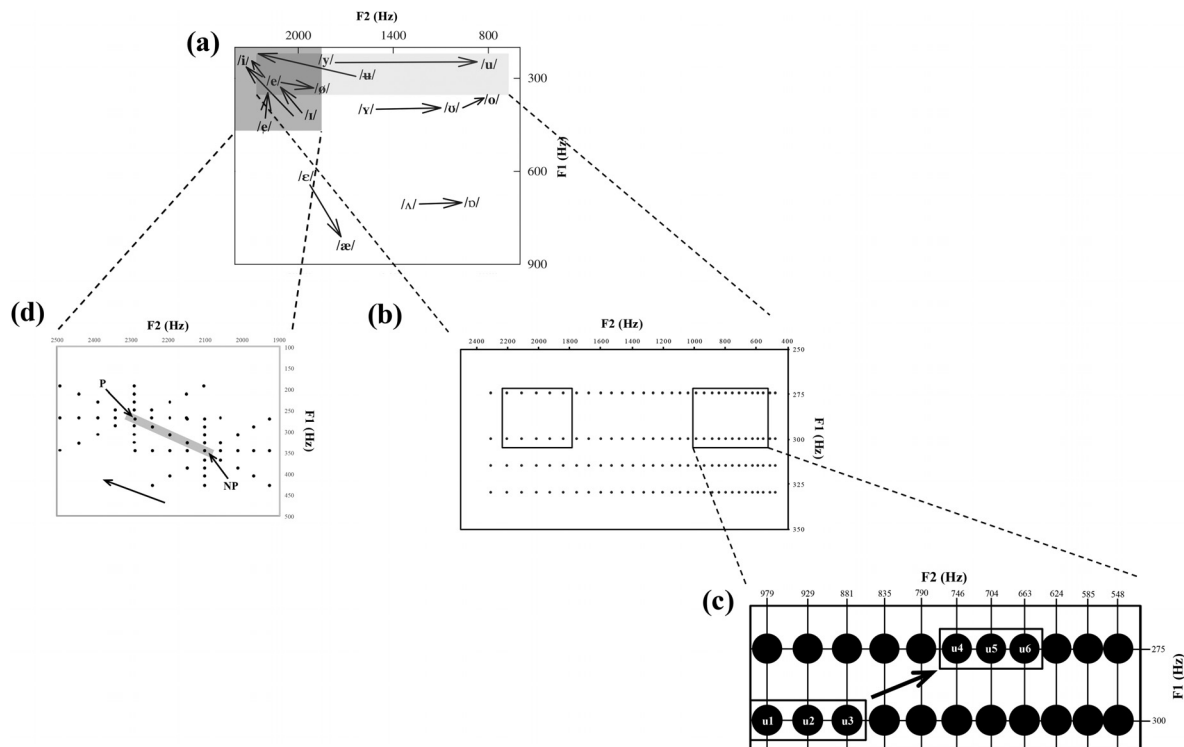 F2 (Hz)
(a)
2000 1400 800
/i/ /y/ /u/
/ʉ/
300
/e/ /ø/
/ʏ/ /ʊ/ /o/
/ɪ/
/ẹ/
F1 (Hz)
600
/ɛ/
/ʌ/ /ɒ/
/æ/
900
(d)
F2 (Hz)
2500 2400 2300 2200 2100 2000 1900
100
150
200
250
300
350
400
450
500
F1 (Hz)
P
NP
(b)
F2 (Hz)
2400 2200 2000 1800 1600 1400 1200 1000 800 600 400
250
275
300
325
350
F1 (Hz)
(c)
F2 (Hz)
979 929 881 835 790 746 704 663 624 585 548
u4 u5 u6
275
F1 (Hz)
u1 u2 u3
300